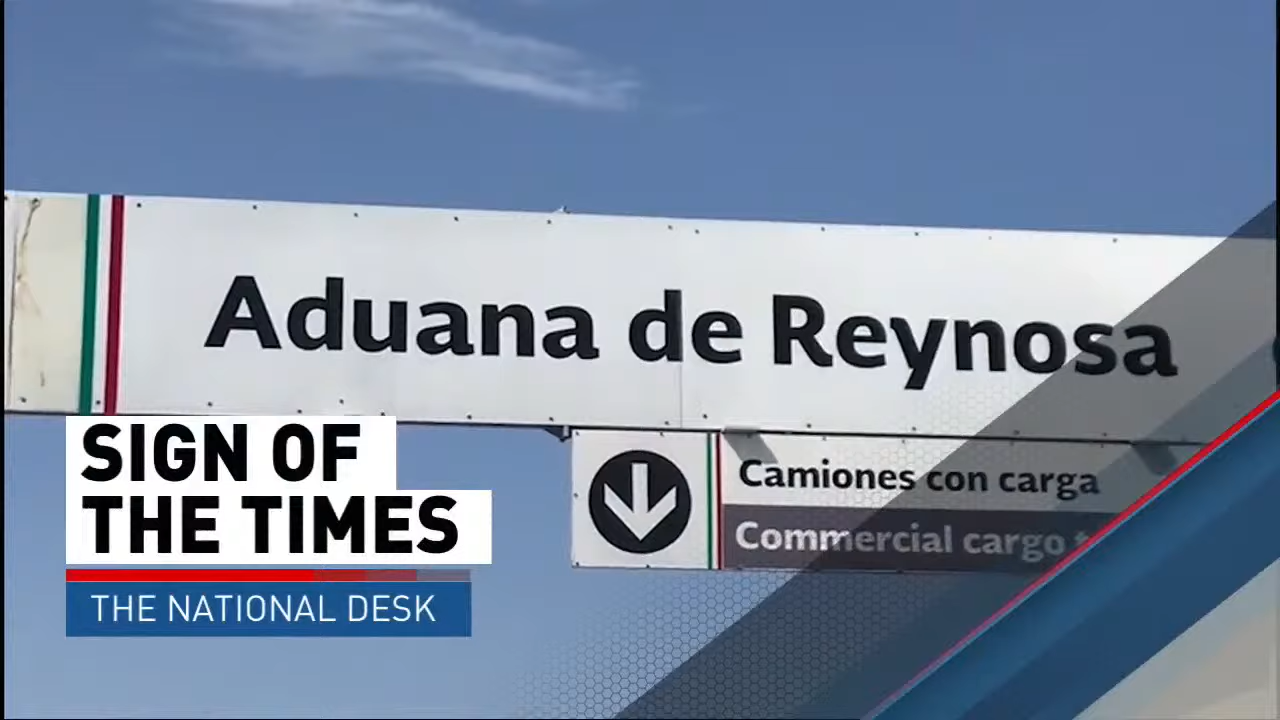 Aduana de Reynosa
Camiones con carga
Commercial cargo
SIGN OF
THE TIMES
THE NATIONAL DESK